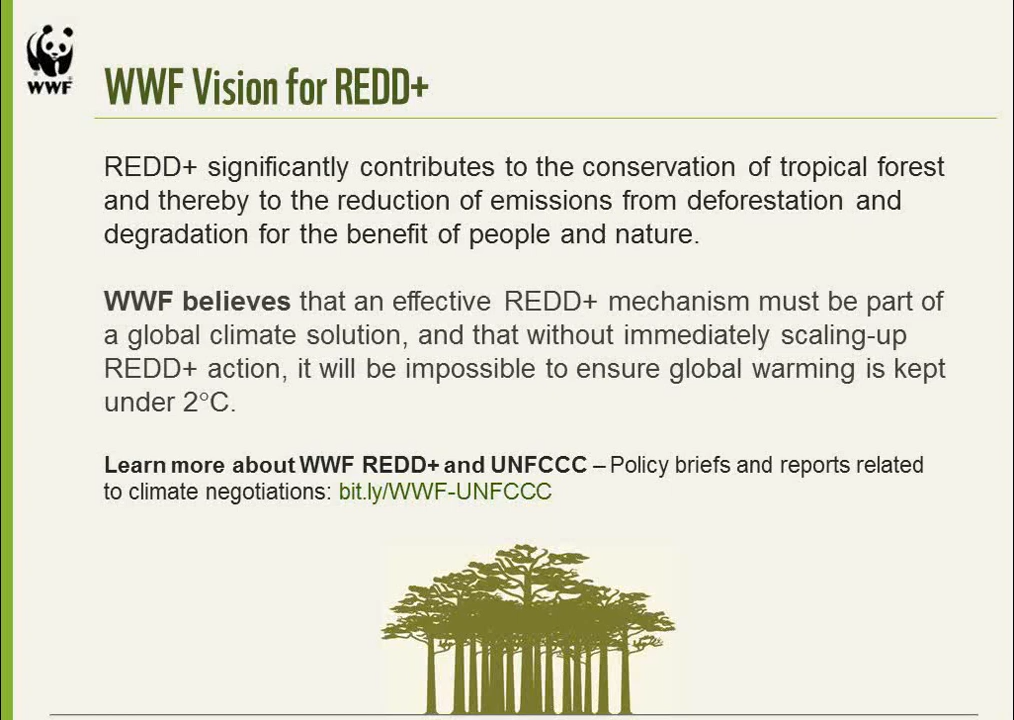 WWF
WWF Vision for REDD+
REDD+ significantly contributes to the conservation of tropical forest
and thereby to the reduction of emissions from deforestation and
degradation for the benefit of people and nature.
WWF believes that an effective REDD+ mechanism must be part of
a global climate solution, and that without immediately scaling-up
REDD+ action, it will be impossible to ensure global warming is kept
under 2°C.
Learn more about WWF REDD+ and UNFCCC – Policy briefs and reports related
to climate negotiations: bit.ly/WWF-UNFCCC